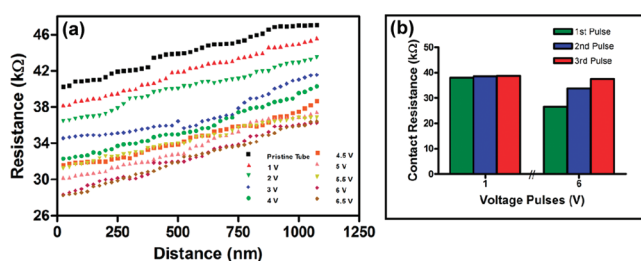 (a)
46
42
38
34
30
26
Resistance (kΩ)
0
250
500
750
1000
Distance (nm)
Pristine Tube
1 V
2 V
3 V
4 V
4.5 V
5 V
5.5 V
6 V
6.5 V
(b)
1st Pulse
2nd Pulse
3rd Pulse
50
40
30
20
10
0
Contact Resistance (kΩ)
1
//
6
Voltage Pulses (V)